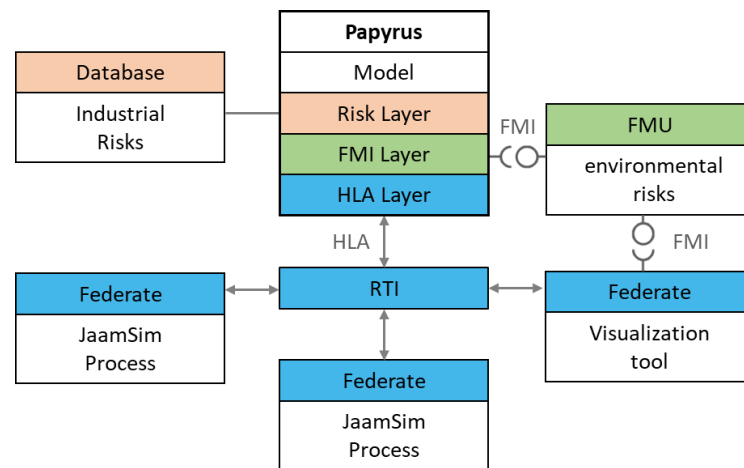 Papyrus
Model
Risk Layer
FMI Layer
HLA Layer
Database
Industrial
Risks
FMI
FMU
environmental
risks
HLA
FMI
Federate
JaamSim
Process
RTI
Federate
Visualization
tool
Federate
JaamSim
Process